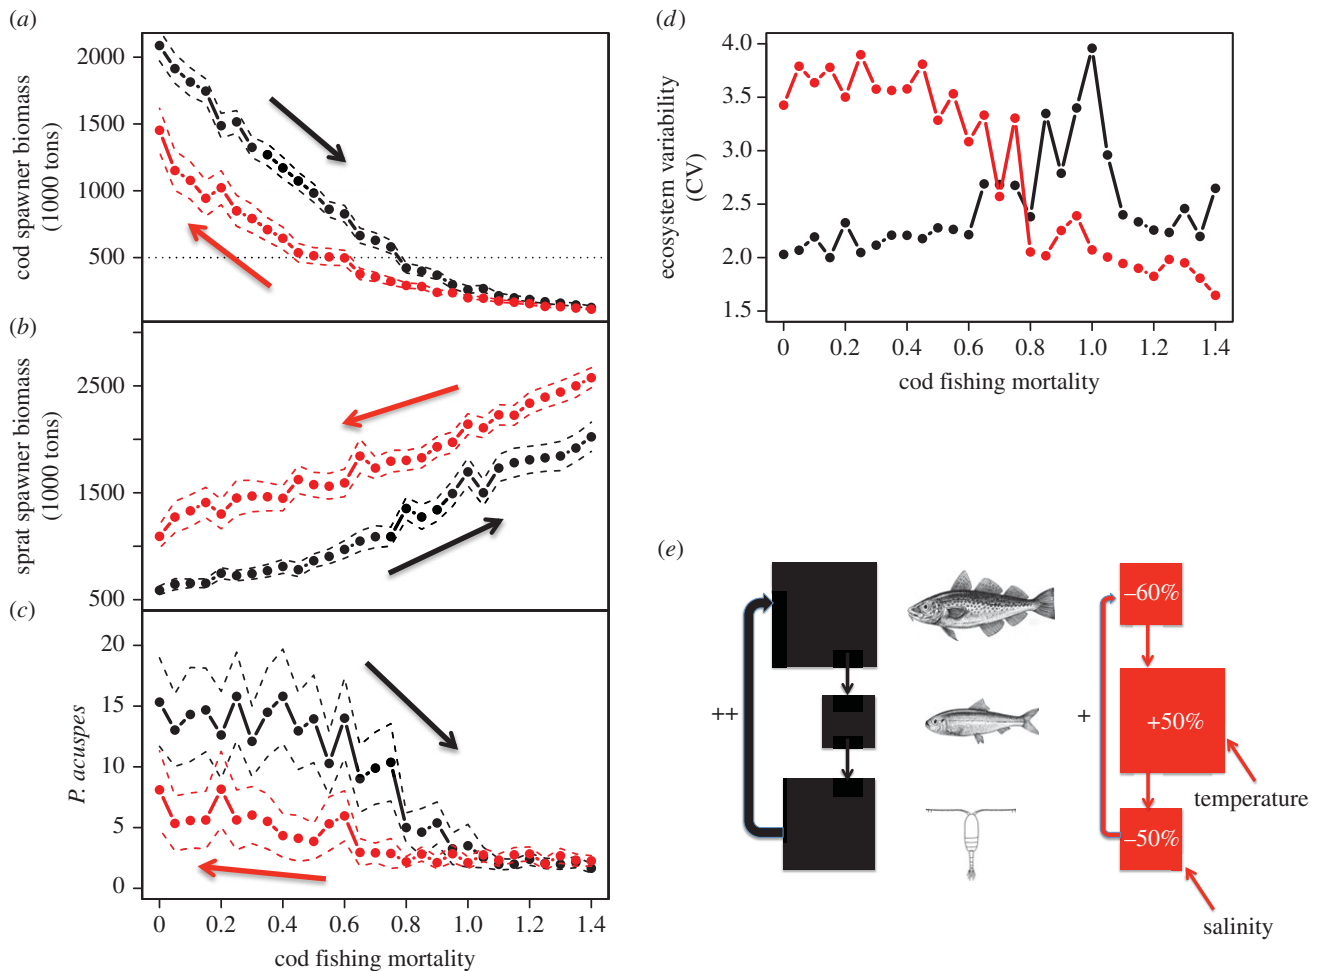 (a)
2000
1500
1000
500
cod spawner biomass
(1000 tons)
(b)
2500
1500
500
sprat spawner biomass
(1000 tons)
(c)
20
15
10
5
0
P. acuspes
0 0.2 0.4 0.6 0.8 1.0 1.2 1.4
cod fishing mortality
(d)
4.0
3.5
3.0
2.5
2.0
1.5
ecosystem variability
(CV)
0 0.2 0.4 0.6 0.8 1.0 1.2 1.4
cod fishing mortality
(e)
–60%
++
+
+50%
temperature
–50%
salinity